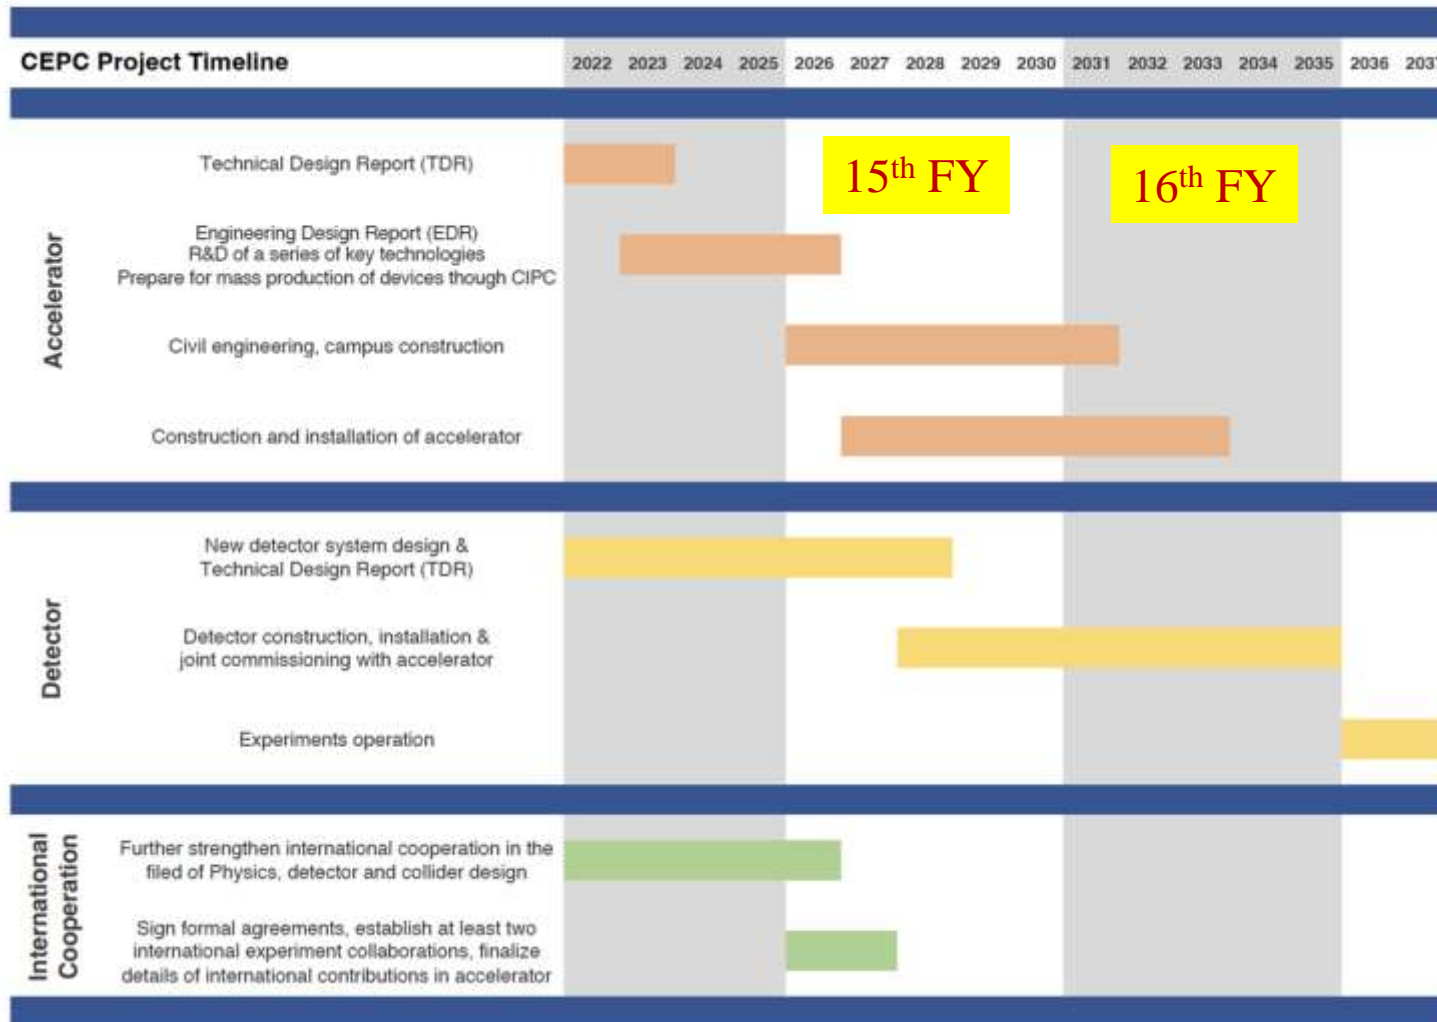 CEPC Project Timeline 2022 2023 2024 2025 2026 2027 2028 2029 2030 2031 2032 2033 2034 2035 2036 2037
Accelerator
Technical Design Report (TDR)
15th FY
16th FY
Engineering Design Report (EDR)
R&D of a series of key technologies
Prepare for mass production of devices though CIPC
Civil engineering, campus construction
Construction and installation of accelerator
Detector
New detector system design &
Technical Design Report (TDR)
Detector construction, installation &
joint commissioning with accelerator
Experiments operation
International
Cooperation
Further strengthen international cooperation in the
filed of Physics, detector and collider design
Sign formal agreements, establish at least two
international experiment collaborations, finalize
details of international contributions in accelerator